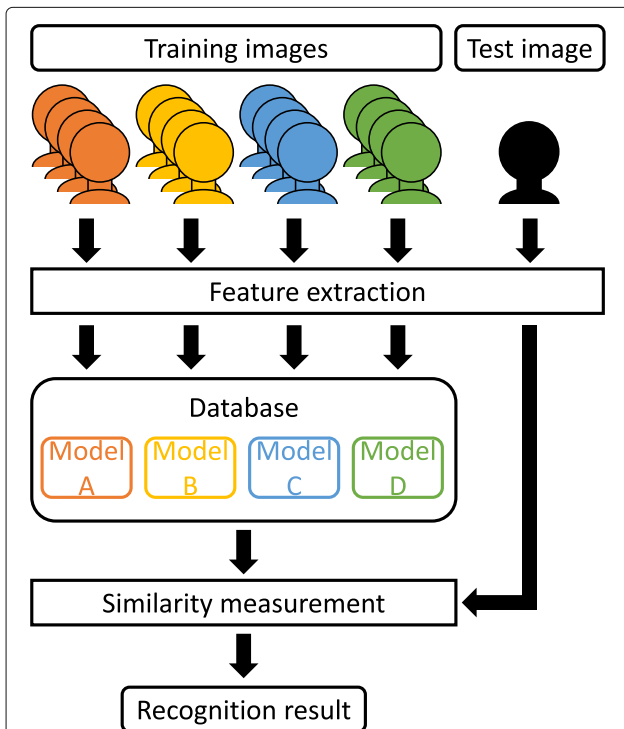 Training images
Test image
Feature extraction
Database
Model
A
Model
B
Model
C
Model
D
Similarity measurement
Recognition result